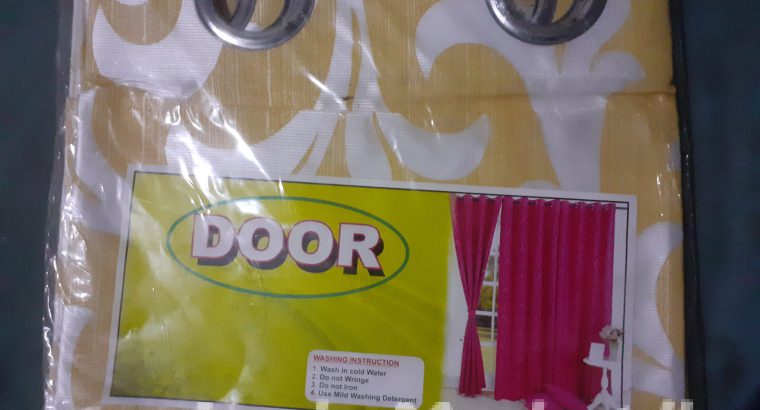 DOOR
WASHING INSTRUCTION
1. Wash in cold Water
2. Do not Wringe
3. Do not Iron
4. Use Mild Washing Detergent